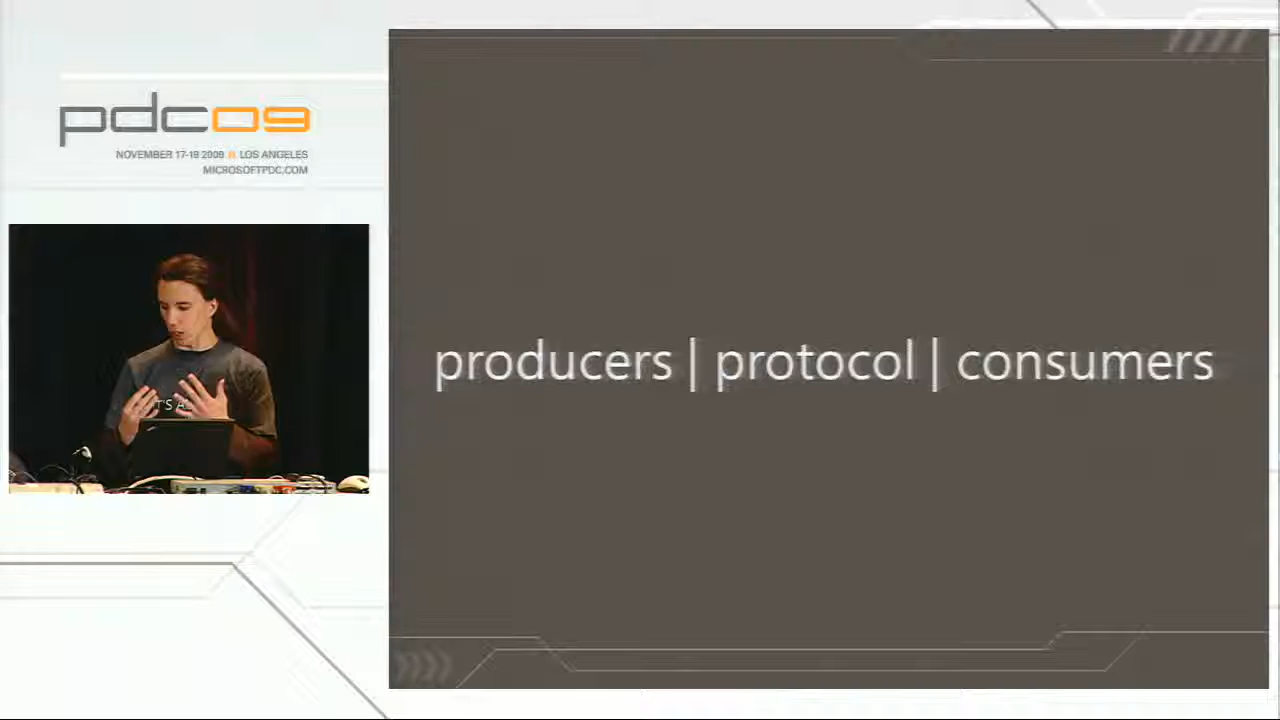 pdc09
NOVEMBER 17-19 2009 LOS ANGELES
MICROSOFTPDC.COM
producers | protocol | consumers